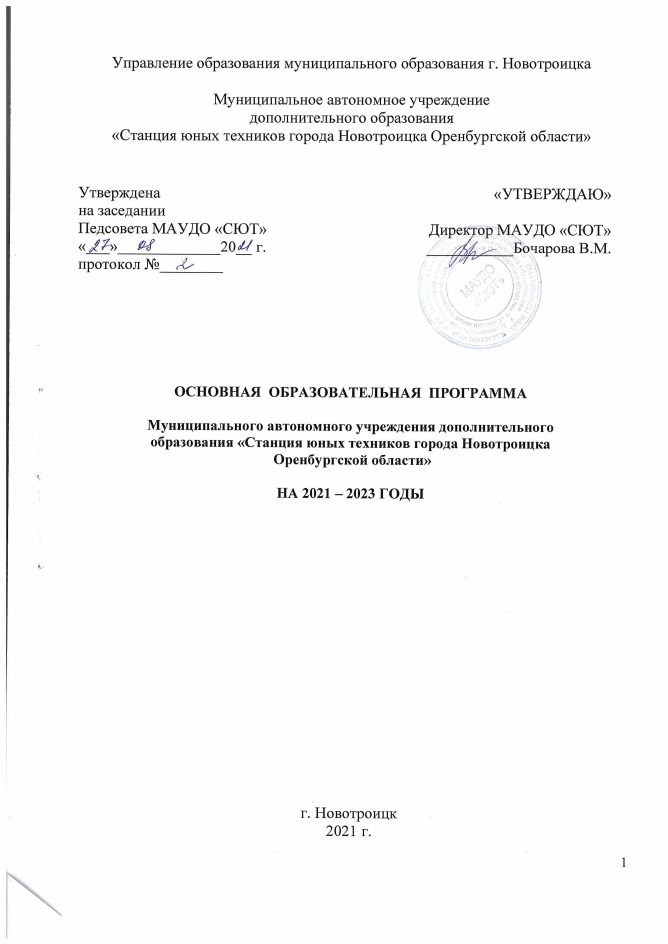 Управление образования муниципального образования г. Новотроицка
Муниципальное автономное учреждение
дополнительного образования
«Станция юных техников города Новотроицка Оренбургской области»
Утверждена
на заседании
Педсовета МАУДО «СЮТ»
«27» 08 2021 г.
протокол № 2
«УТВЕРЖДАЮ»
Директор МАУДО «СЮТ»
Бочарова В.М.
МАУДО
«СЮТ»
ОСНОВНАЯ ОБРАЗОВАТЕЛЬНАЯ ПРОГРАММА
Муниципального автономного учреждения дополнительного
образования «Станция юных техников города Новотроицка
Оренбургской области»
НА 2021 – 2023 ГОДЫ
г. Новотроицк
2021 г.
1